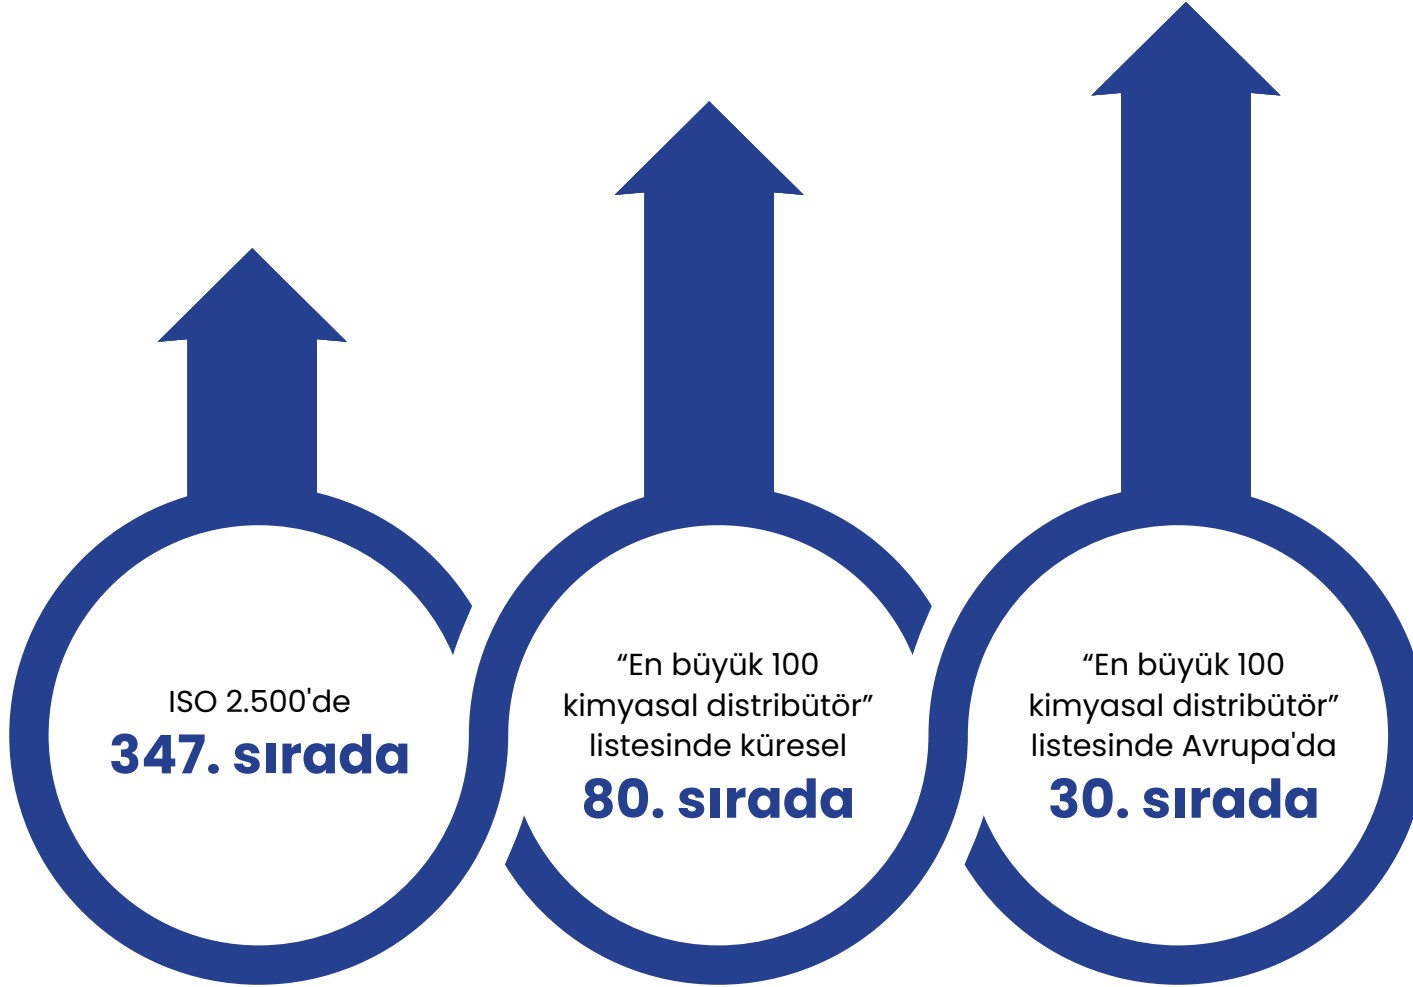 ISO 2.500'de
347. sırada
“En büyük 100
kimyasal distribütör”
listesinde küresel
80. sırada
“En büyük 100
kimyasal distribütör”
listesinde Avrupa'da
30. sırada